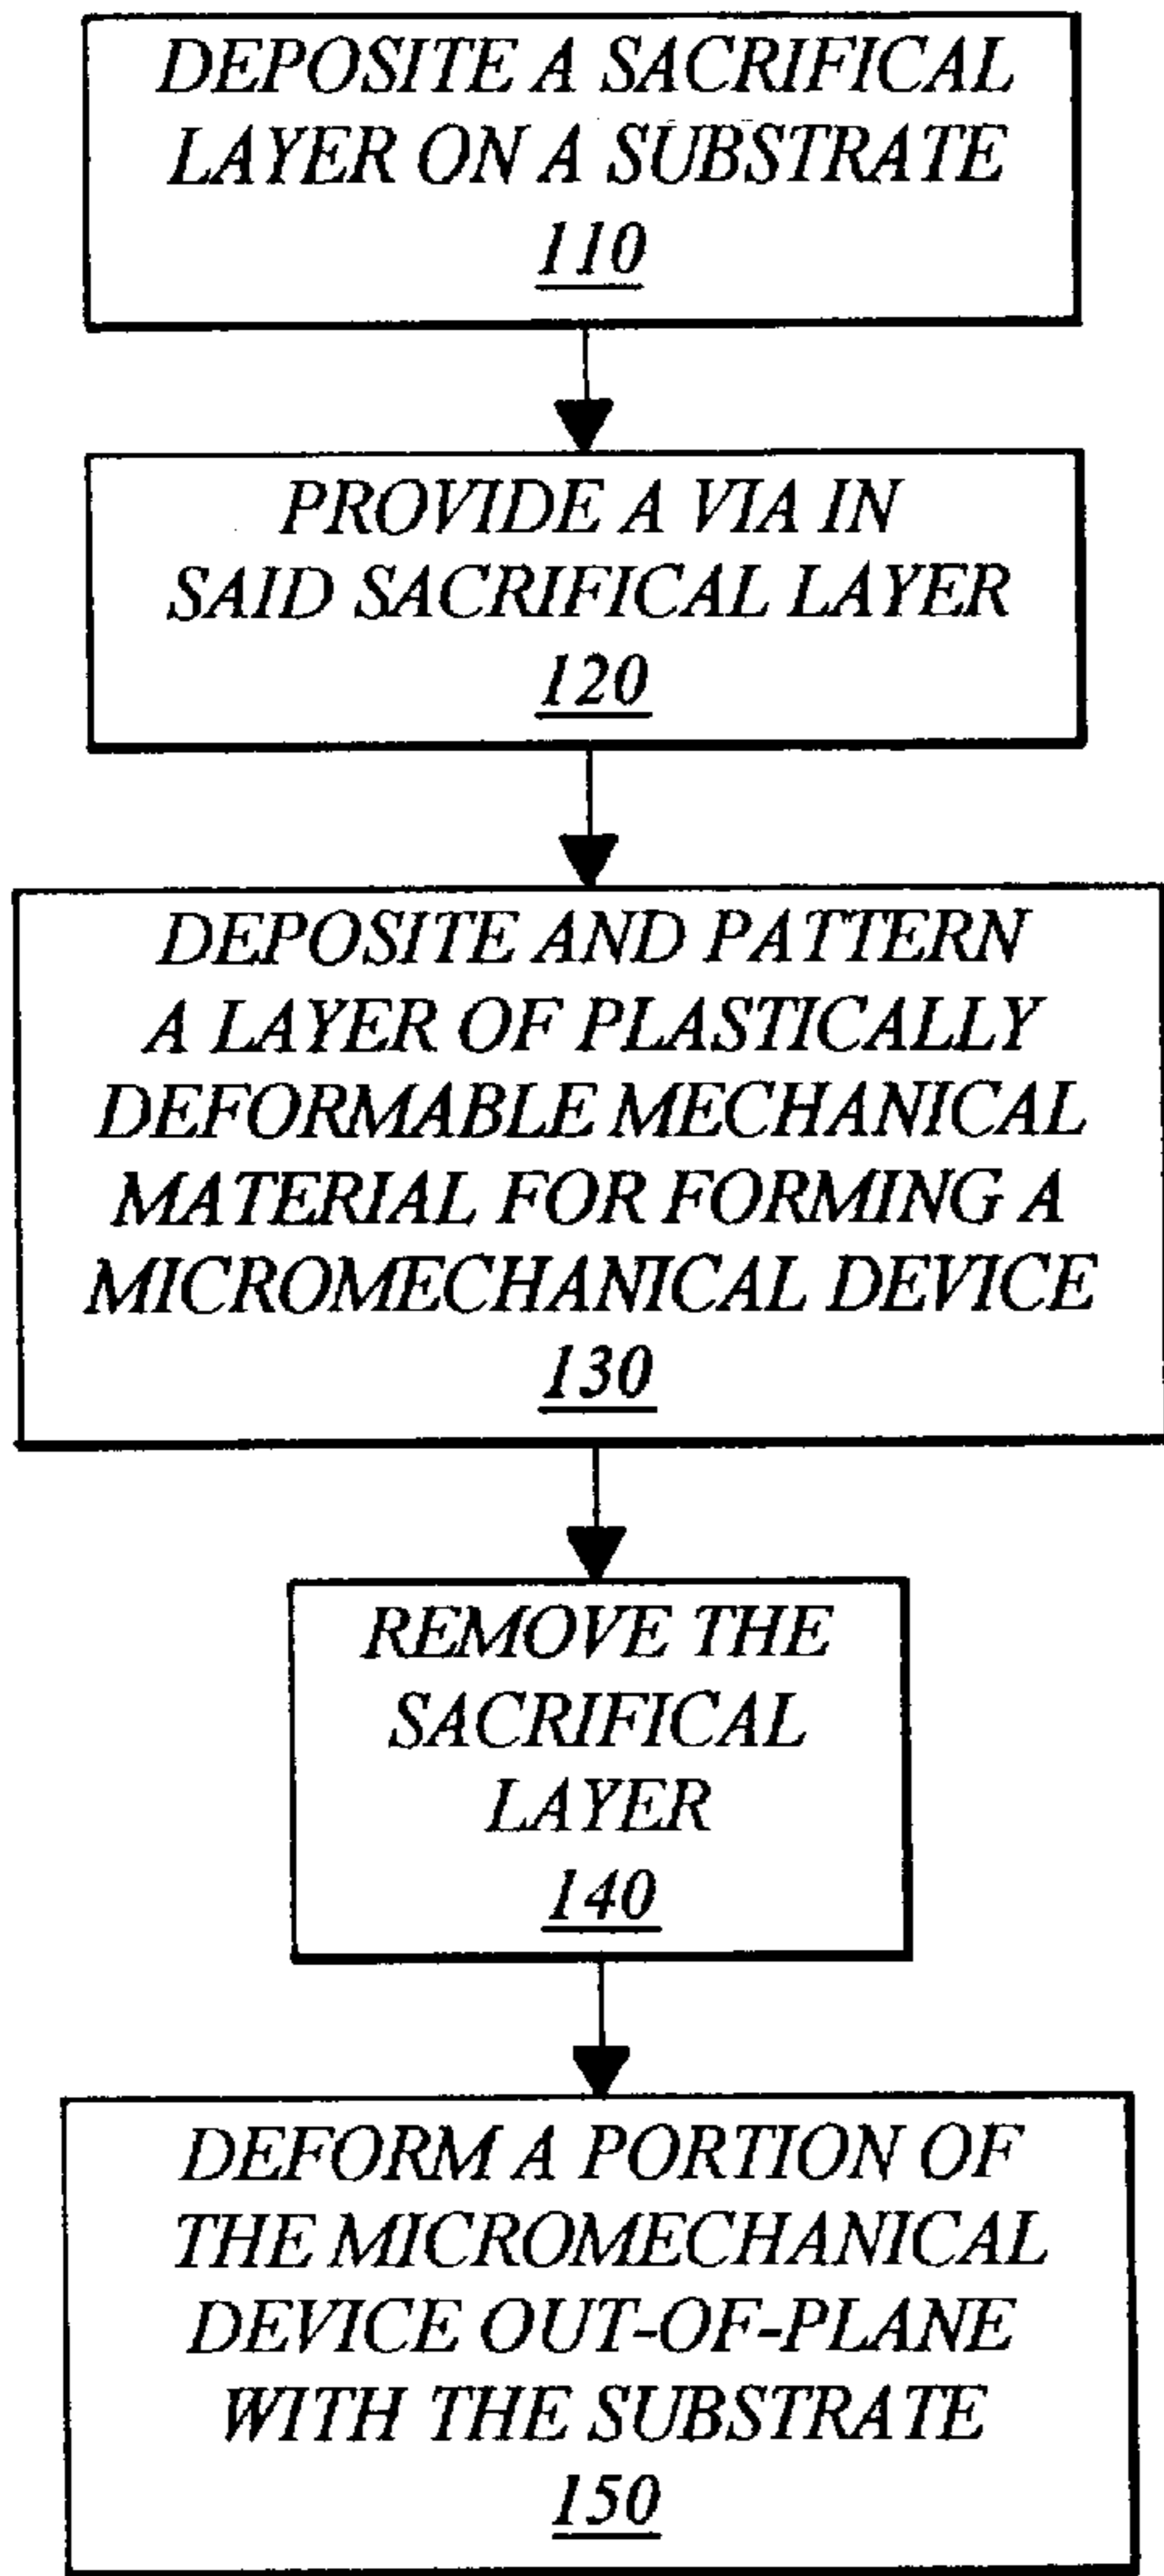 DEPOSITE A SACRIFICAL
LAYER ON A SUBSTRATE
110
PROVIDE A VIA IN
SAID SACRIFICAL LAYER
120
DEPOSITE AND PATTERN
A LAYER OF PLASTICALLY
DEFORMABLE MECHANICAL
MATERIAL FOR FORMING A
MICROMECHANICAL DEVICE
130
REMOVE THE
SACRIFICAL
LAYER
140
DEFORM A PORTION OF
THE MICROMECHANICAL
DEVICE OUT-OF-PLANE
WITH THE SUBSTRATE
150